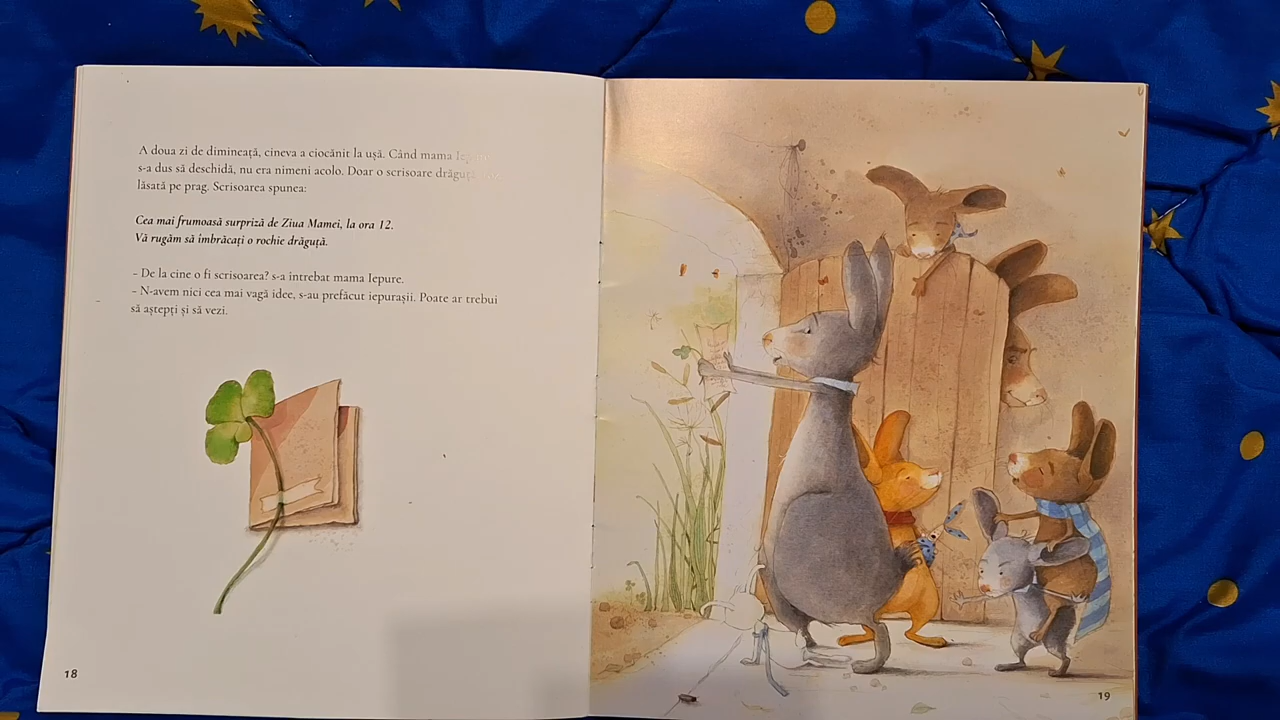 A doua zi de dimineață, cineva a ciocănit la ușă. Când mama
s-a dus să deschidă, nu era nimeni acolo. Doar o scrisoare drăguță
lăsată pe prag. Scrisoarea spunea:
Cea mai frumoasă surpriză de Ziua Mamei, la ora 12.
Vă rugăm să îmbrăcați o rochie drăguță.
– De la cine o fi scrisoarea? s-a întrebat mama Iepure.
– N-avem nici cea mai vagă idee, s-au prefăcut iepurașii. Poate ar trebui
să aștepți și să vezi.
18
19